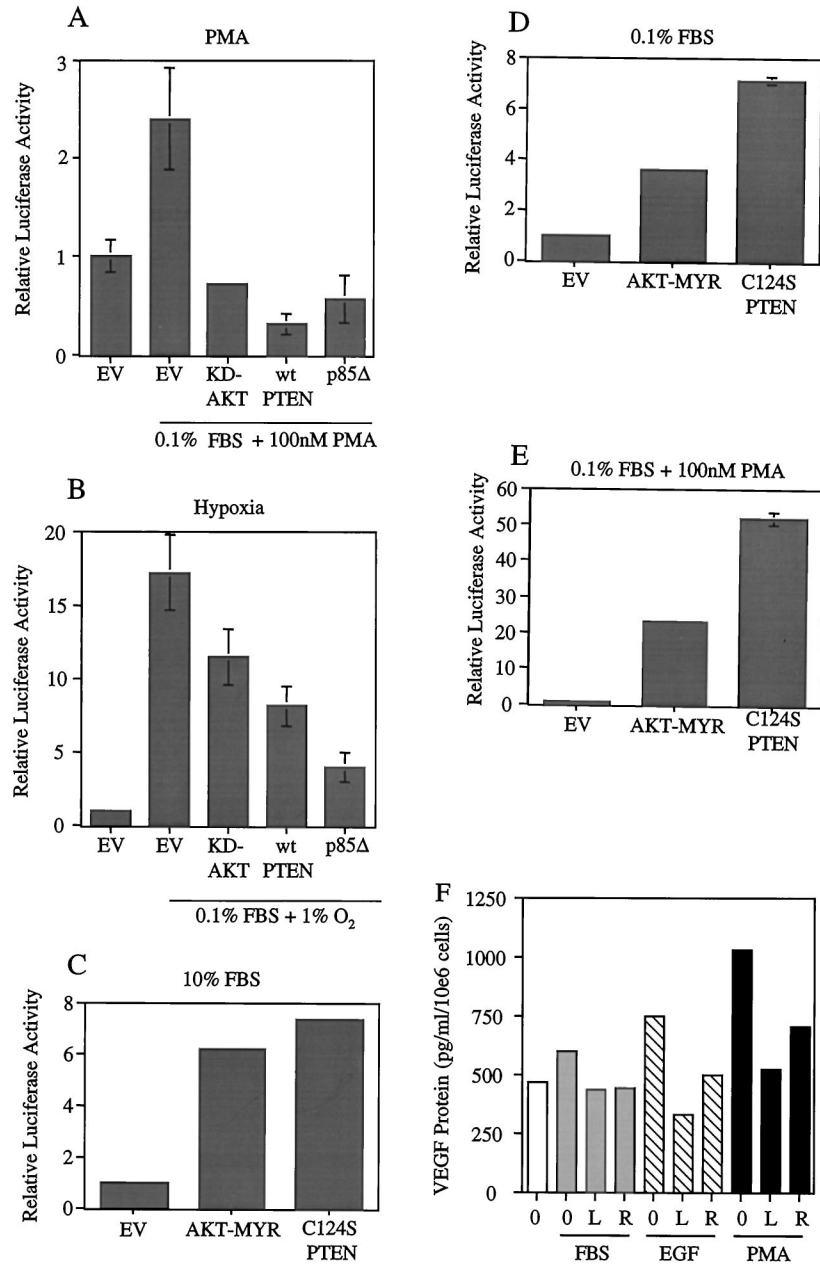 A
PMA
Relative Luciferase Activity
3
2
1
0
EV EV KD-AKT wt PTEN p85Δ
0.1% FBS + 100nM PMA
B
Hypoxia
Relative Luciferase Activity
20
15
10
5
0
EV EV KD-AKT wt PTEN p85Δ
0.1% FBS + 1% O2
C
10% FBS
Relative Luciferase Activity
8
6
4
2
0
EV AKT-MYR C124S PTEN
D
0.1% FBS
Relative Luciferase Activity
8
6
4
2
0
EV AKT-MYR C124S PTEN
E
0.1% FBS + 100nM PMA
Relative Luciferase Activity
60
50
40
30
20
10
0
EV AKT-MYR C124S PTEN
F
VEGF Protein (pg/ml/10e6 cells)
1250
1000
750
500
250
0
0 0 L R 0 L R 0 L R
FBS EGF PMA